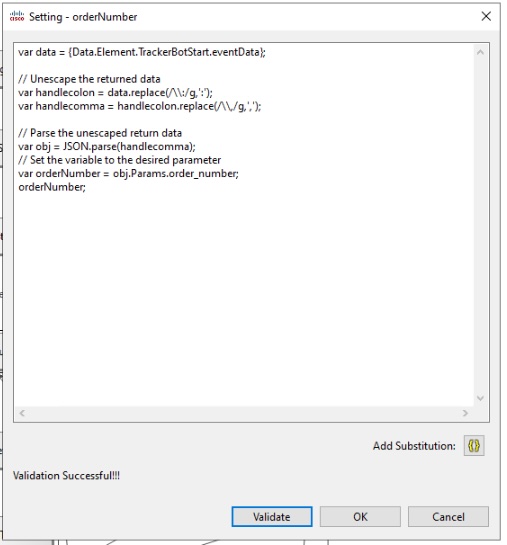 cisco Setting - orderNumber
var data = {Data.Element.TrackerBotStart.eventData};
// Unescape the returned data
var handlecolon = data.replace(/\\:/g,':');
var handlecomma = handlecolon.replace(/\\,/g,',');
// Parse the unescaped return data
var obj = JSON.parse(handlecomma);
// Set the variable to the desired parameter
var orderNumber = obj.Params.order_number;
orderNumber;
Add Substitution: {}
Validation Successful!!!
Validate OK Cancel